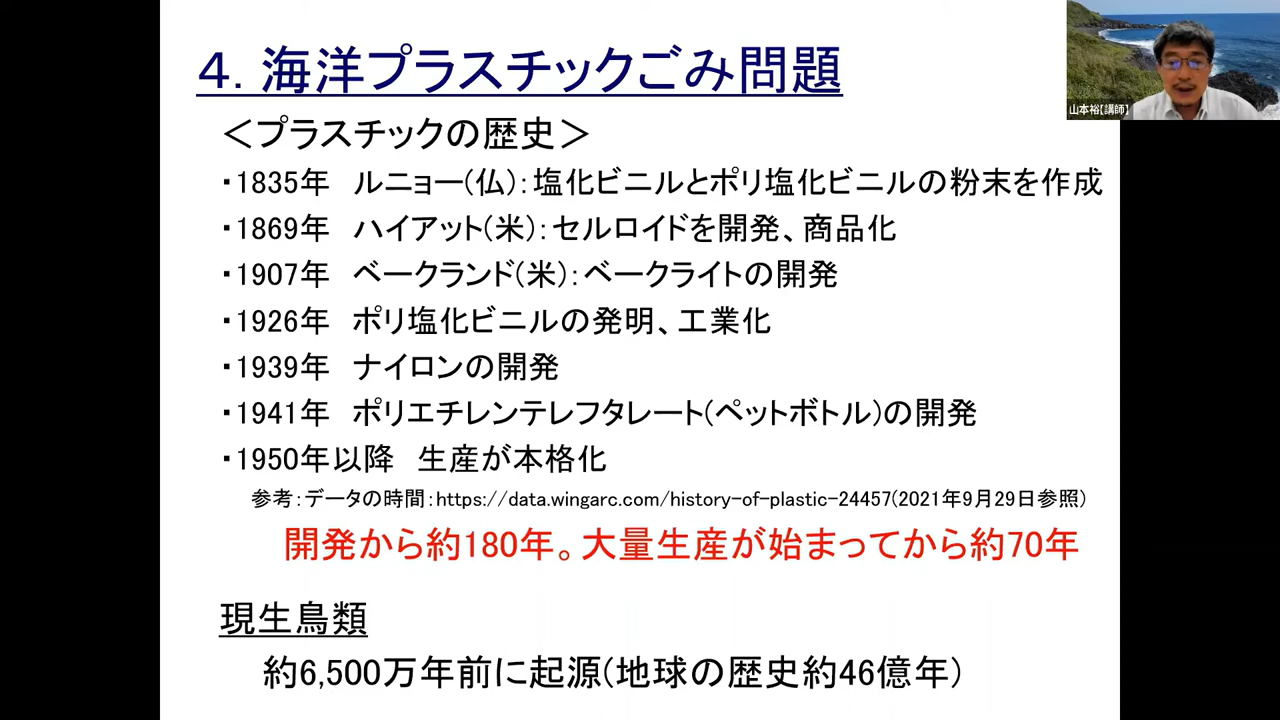 4. 海洋プラスチックごみ問題
＜プラスチックの歴史＞
・1835年　ルニョー(仏)：塩化ビニルとポリ塩化ビニルの粉末を作成
・1869年　ハイアット(米)：セルロイドを開発、商品化
・1907年　ベークランド(米)：ベークライトの開発
・1926年　ポリ塩化ビニルの発明、工業化
・1939年　ナイロンの開発
・1941年　ポリエチレンテレフタレート(ペットボトル)の開発
・1950年以降　生産が本格化
参考：データの時間：https://data.wingarc.com/history-of-plastic-24457(2021年9月29日参照)
開発から約180年。大量生産が始まってから約70年
現生鳥類
約6,500万年前に起源(地球の歴史約46億年)
山本裕【講師】